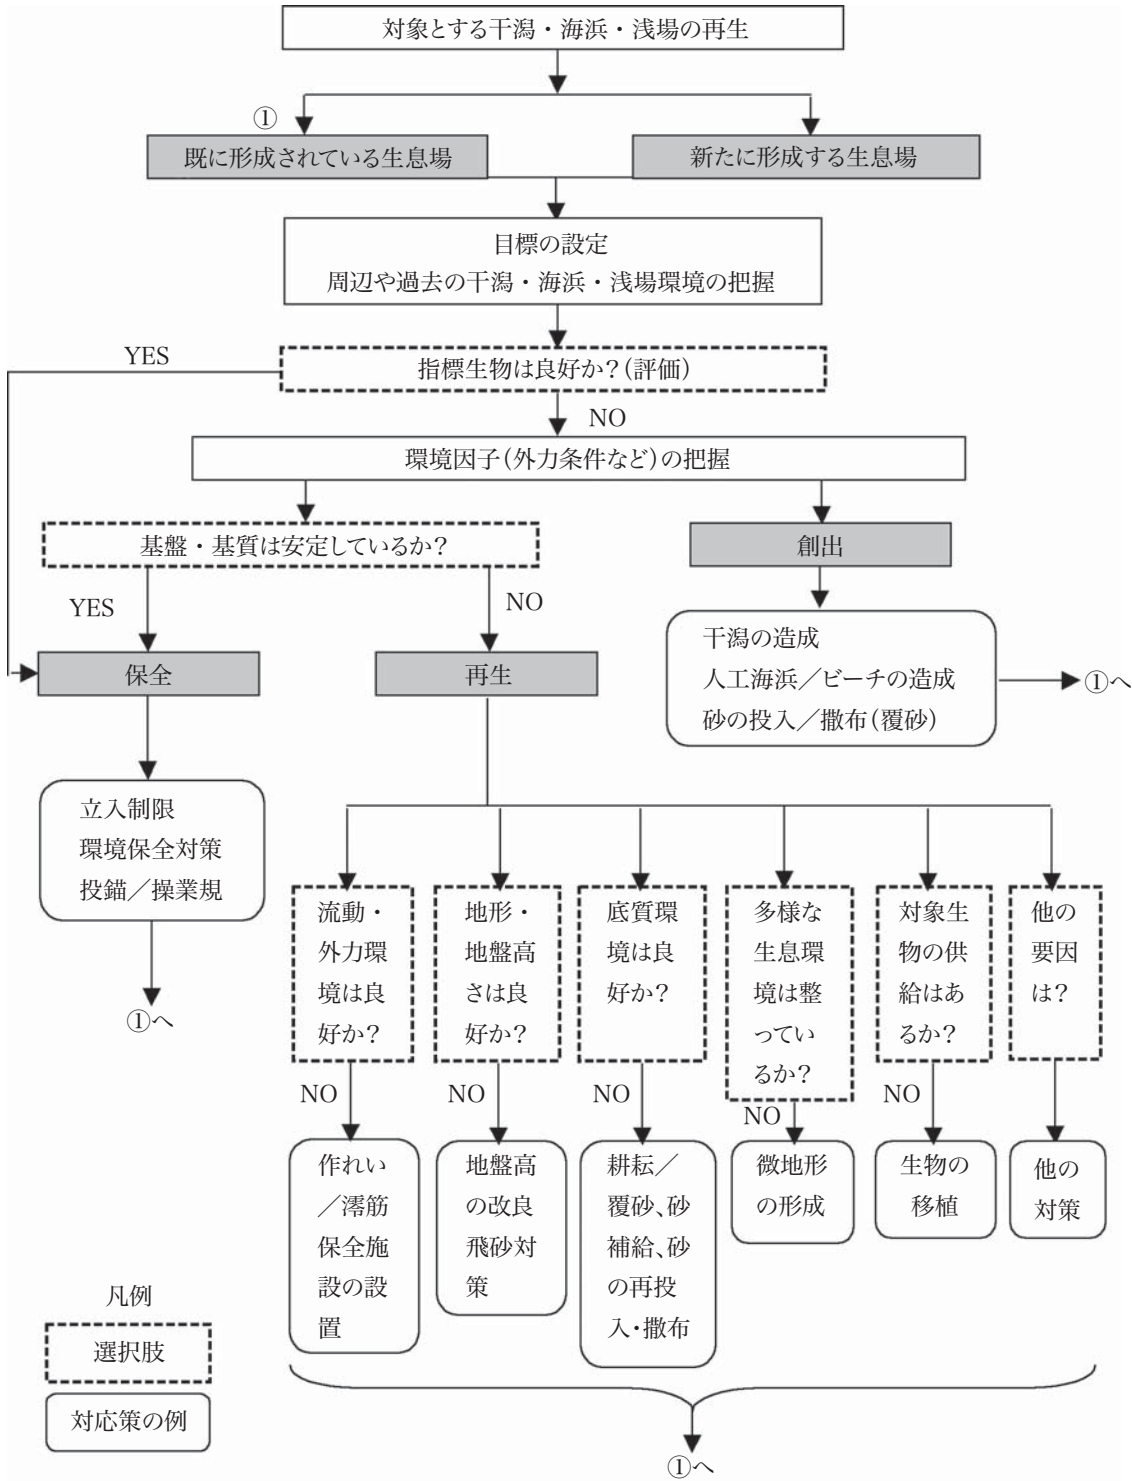 対象とする干潟・海浜・浅場の再生
①
既に形成されている生息場
新たに形成する生息場
目標の設定
周辺や過去の干潟・海浜・浅場環境の把握
YES
指標生物は良好か？（評価）
NO
環境因子（外力条件など）の把握
基盤・基質は安定しているか？
創出
YES
NO
保全
再生
干潟の造成
人工海浜／ビーチの造成
砂の投入／撒布（覆砂）
①へ
立入制限
環境保全対策
投錨／操業規
①へ
流動・
外力環
境は良
好か？
地形・
地盤高
さは良
好か？
底質環
境は良
好か？
多様な
生息環
境は整
ってい
るか？
対象生
物の供
給はあ
るか？
他の
要因
は？
NO
NO
NO
NO
NO
作れい
／澪筋
保全施
設の設
置
地盤高
の改良
飛砂対
策
耕耘／
覆砂、砂
補給、砂
の再投
入・撒布
微地形
の形成
生物の
移植
他の
対策
凡例
選択肢
対応策の例
①へ